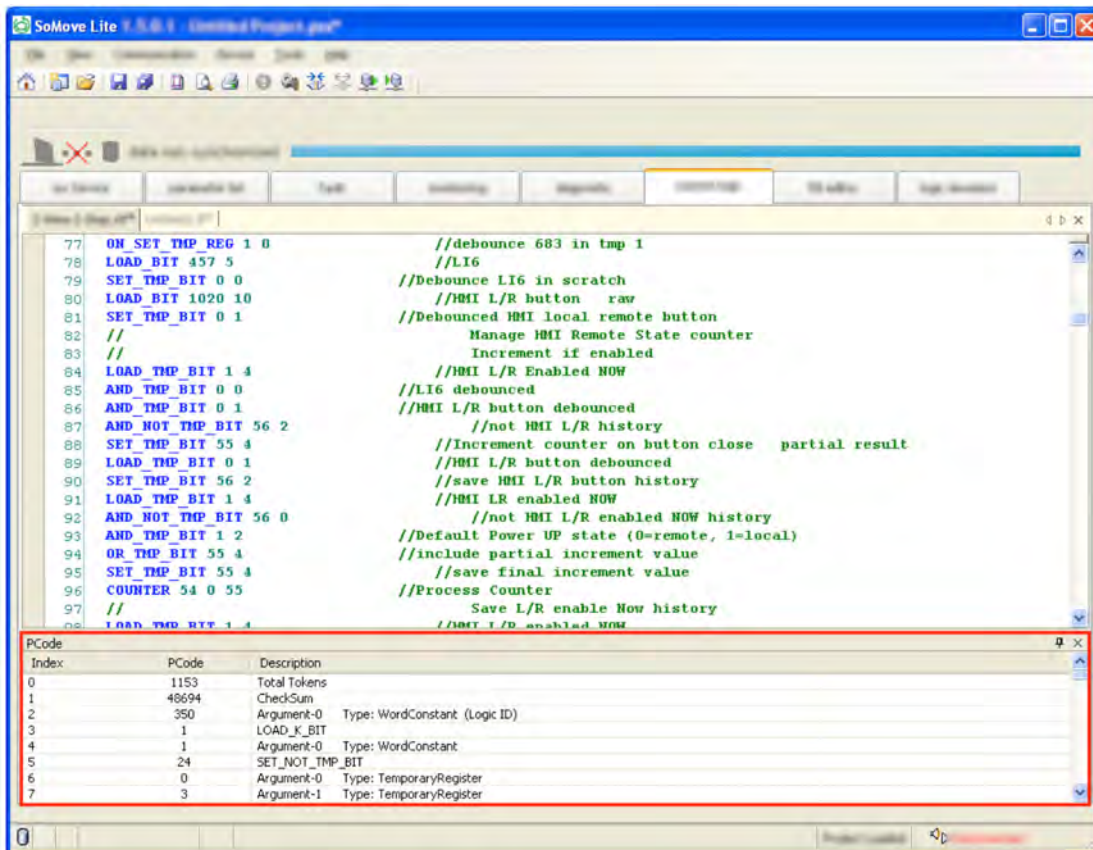 SoMove Lite
77 ON_SET_TMP_REG 1 0 //debounce 683 in tmp 1
78 LOAD_BIT 457 5 //LI6
79 SET_TMP_BIT 0 0 //Debounce LI6 in scratch
80 LOAD_BIT 1020 10 //HMI L/R button raw
81 SET_TMP_BIT 0 1 //Debounced HMI local remote button
82 // Manage HMI Remote State counter
83 // Increment if enabled
84 LOAD_TMP_BIT 1 4 //HMI L/R Enabled NOW
85 AND_TMP_BIT 0 0 //LI6 debounced
86 AND_TMP_BIT 0 1 //HMI L/R button debounced
87 AND_NOT_TMP_BIT 56 2 //not HMI L/R history
88 SET_TMP_BIT 55 4 //Increment counter on button close partial result
89 LOAD_TMP_BIT 0 1 //HMI L/R button debounced
90 SET_TMP_BIT 56 2 //save HMI L/R button history
91 LOAD_TMP_BIT 1 4 //HMI LR enabled NOW
92 AND_NOT_TMP_BIT 56 0 //not HMI L/R enabled NOW history
93 AND_TMP_BIT 1 2 //Default Power UP state (0=remote, 1=local)
94 OR_TMP_BIT 55 4 //include partial increment value
95 SET_TMP_BIT 55 4 //save final increment value
96 COUNTER 54 0 55 //Process Counter
97 // Save L/R enable Now history
98 LOAD_TMP_BIT 1 4 //HMI L/R enabled NOW
PCode
Index PCode Description
0 1153 Total Tokens
1 48694 CheckSum
2 350 Argument-0 Type: WordConstant (Logic ID)
3 1 LOAD_K_BIT
4 1 Argument-0 Type: WordConstant
5 24 SET_NOT_TMP_BIT
6 0 Argument-0 Type: TemporaryRegister
7 3 Argument-1 Type: TemporaryRegister